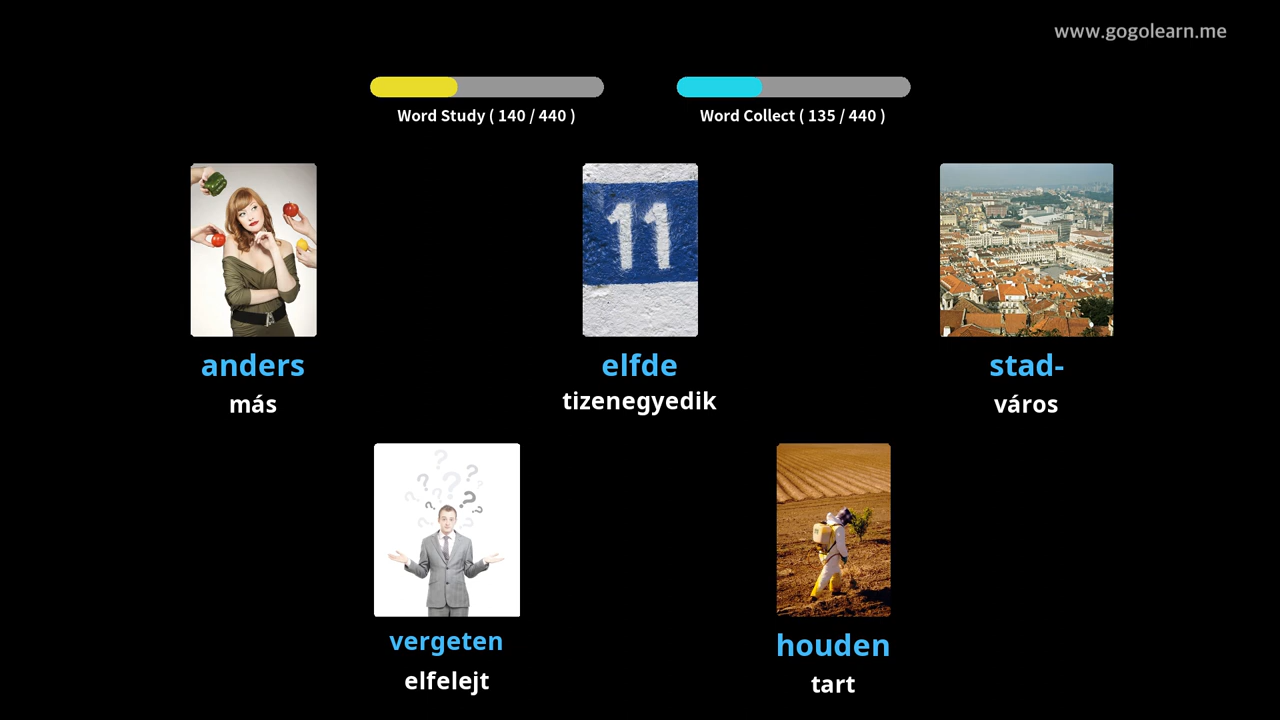 www.gogolearn.me
Word Study ( 140 / 440 )
Word Collect ( 135 / 440 )
11
anders
más
elfde
tizenegyedik
stad-
város
vergeten
elfelejt
houden
tart